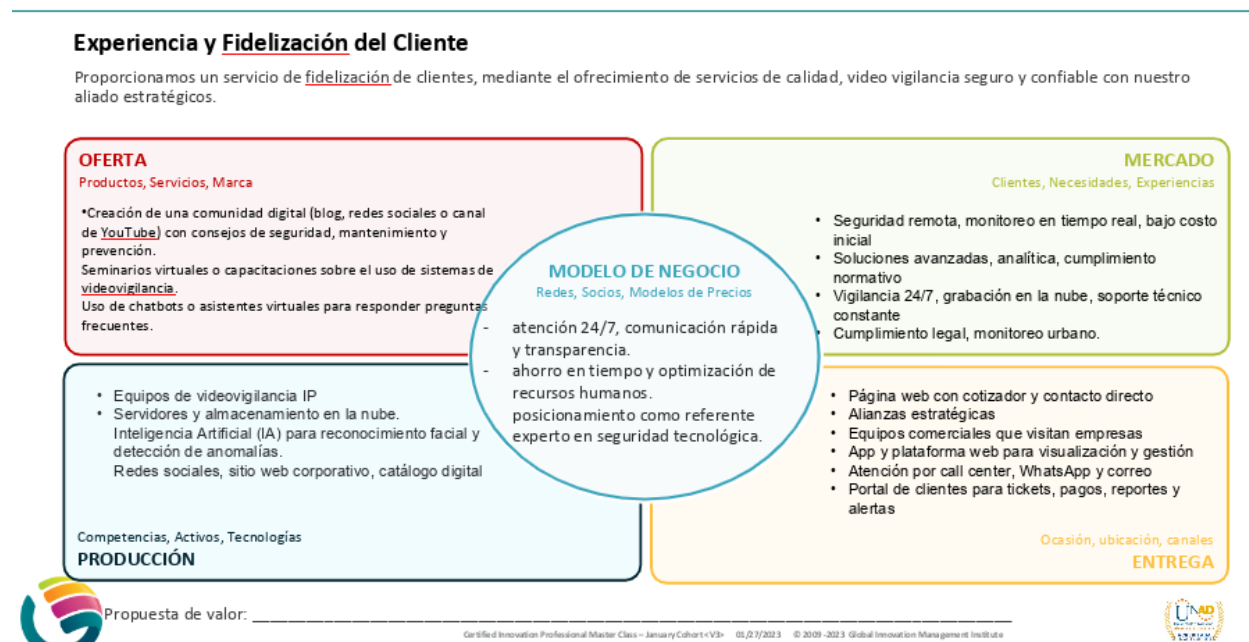 Experiencia y Fidelización del Cliente
Proporcionamos un servicio de fidelización de clientes, mediante el ofrecimiento de servicios de calidad, video vigilancia seguro y confiable con nuestro
aliado estratégicos.
OFERTA
Productos, Servicios, Marca
•Creación de una comunidad digital (blog, redes sociales o canal
de YouTube) con consejos de seguridad, mantenimiento y
prevención.
Seminarios virtuales o capacitaciones sobre el uso de sistemas de
videovigilancia.
Uso de chatbots o asistentes virtuales para responder preguntas
frecuentes.
MERCADO
Clientes, Necesidades, Experiencias
• Seguridad remota, monitoreo en tiempo real, bajo costo
inicial
• Soluciones avanzadas, analítica, cumplimiento
normativo
• Vigilancia 24/7, grabación en la nube, soporte técnico
constante
• Cumplimiento legal, monitoreo urbano.
MODELO DE NEGOCIO
Redes, Socios, Modelos de Precios
- atención 24/7, comunicación rápida
y transparencia.
- ahorro en tiempo y optimización de
recursos humanos.
posicionamiento como referente
experto en seguridad tecnológica.
• Equipos de videovigilancia IP
• Servidores y almacenamiento en la nube.
Inteligencia Artificial (IA) para reconocimiento facial y
detección de anomalías.
Redes sociales, sitio web corporativo, catálogo digital
Competencias, Activos, Tecnologías
PRODUCCIÓN
• Página web con cotizador y contacto directo
• Alianzas estratégicas
• Equipos comerciales que visitan empresas
• App y plataforma web para visualización y gestión
• Atención por call center, WhatsApp y correo
• Portal de clientes para tickets, pagos, reportes y
alertas
Ocasión, ubicación, canales
ENTREGA
Propuesta de valor: ____________________
Certified Innovation Professional Master Class – January Cohort <V3> 01/27/2023 © 2009 -2023 Global Innovation Management Institute
UNAD